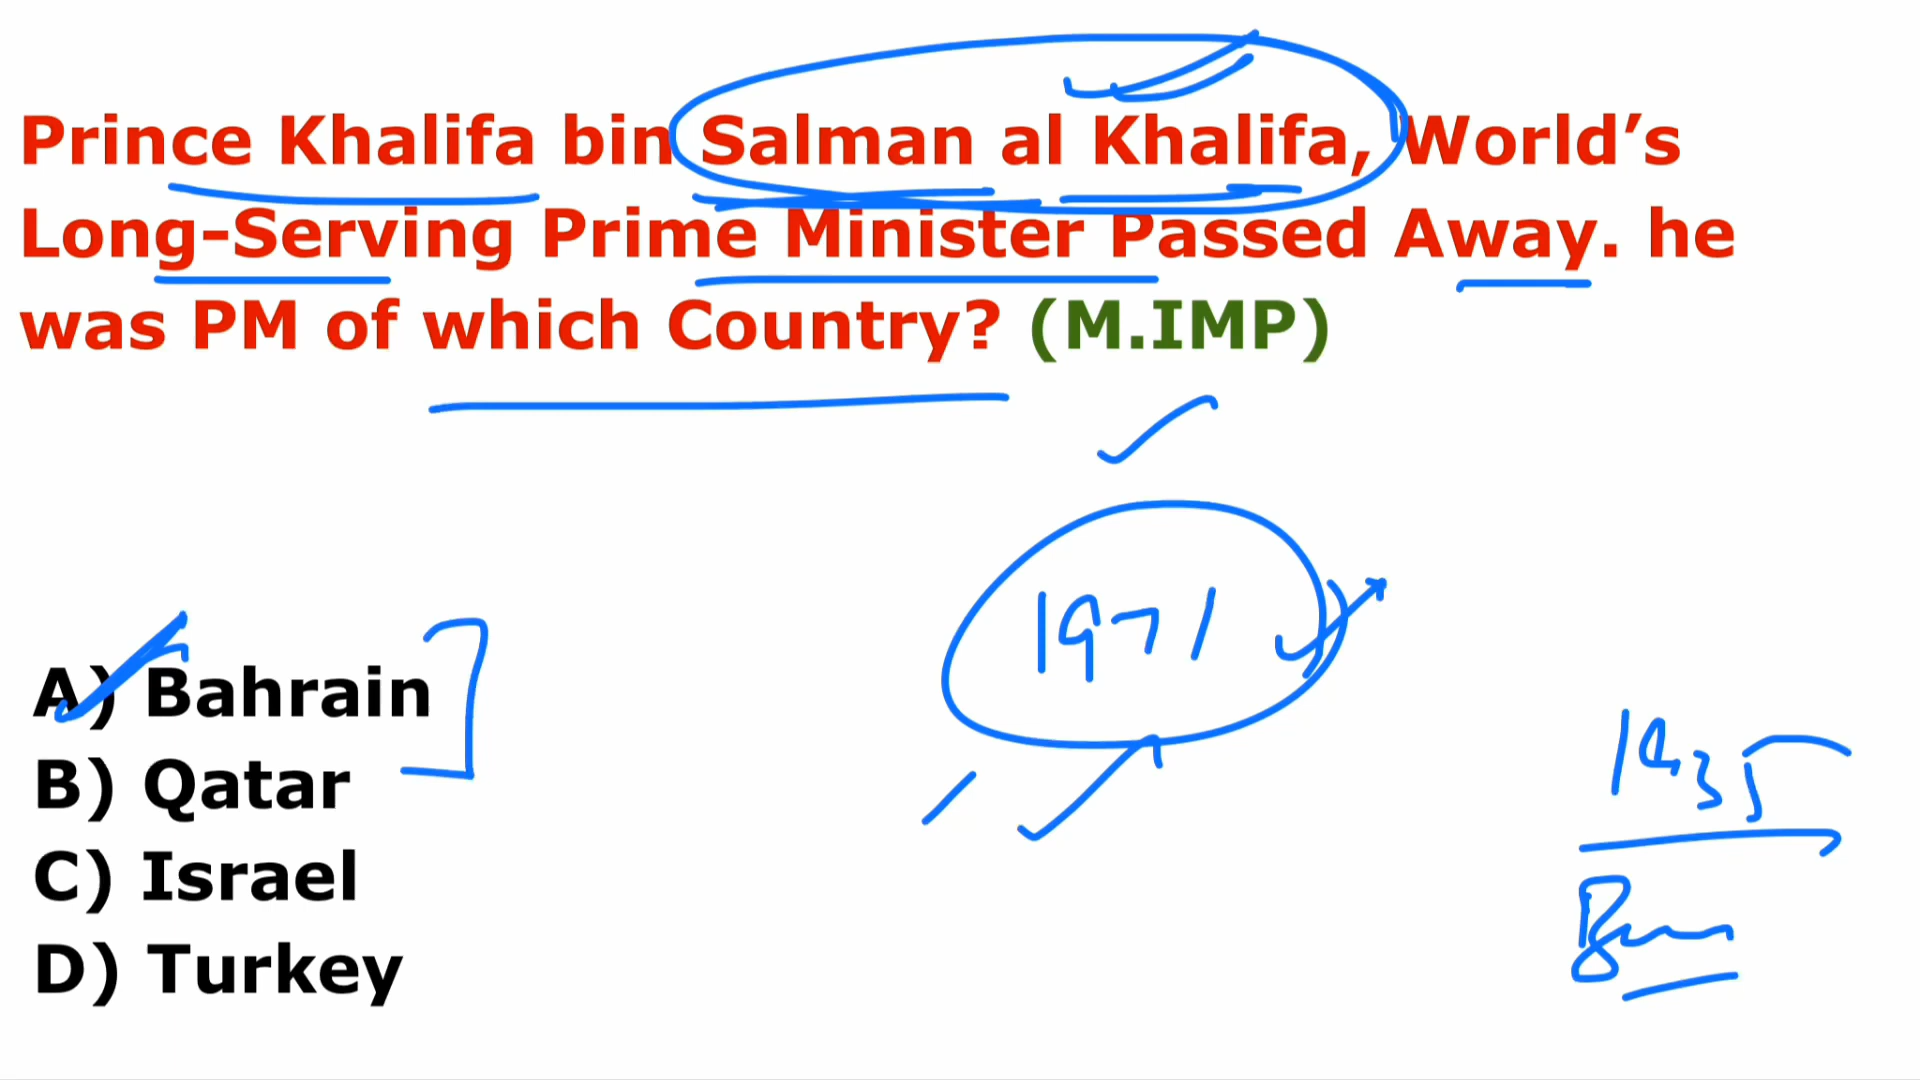 Prince Khalifa bin Salman al Khalifa, World’s
Long-Serving Prime Minister Passed Away. he
was PM of which Country? (M.IMP)
1971
A) Bahrain
1935
B) Qatar
C) Israel
D) Turkey